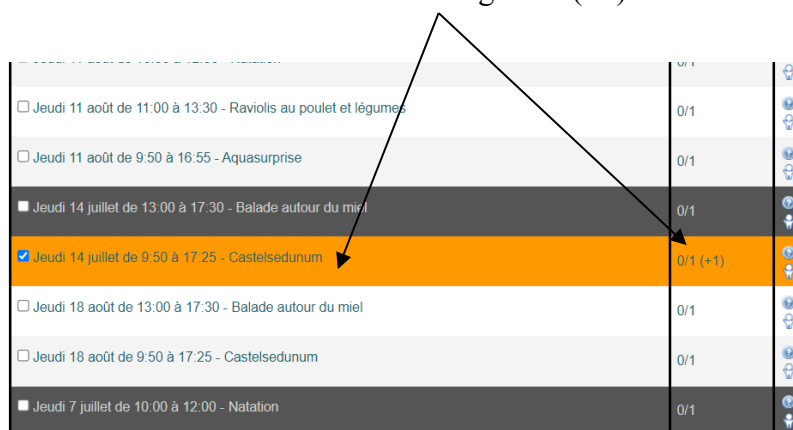 Jeudi 11 août de 11:00 à 13:30 - Raviolis au poulet et légumes 0/1
Jeudi 11 août de 9:50 à 16:55 - Aquasurprise 0/1
Jeudi 14 juillet de 13:00 à 17:30 - Balade autour du miel 0/1
Jeudi 14 juillet de 9:50 à 17:25 - Castelsedunum 0/1 (+1)
Jeudi 18 août de 13:00 à 17:30 - Balade autour du miel 0/1
Jeudi 18 août de 9:50 à 17:25 - Castelsedunum 0/1
Jeudi 7 juillet de 10:00 à 12:00 - Natation 0/1